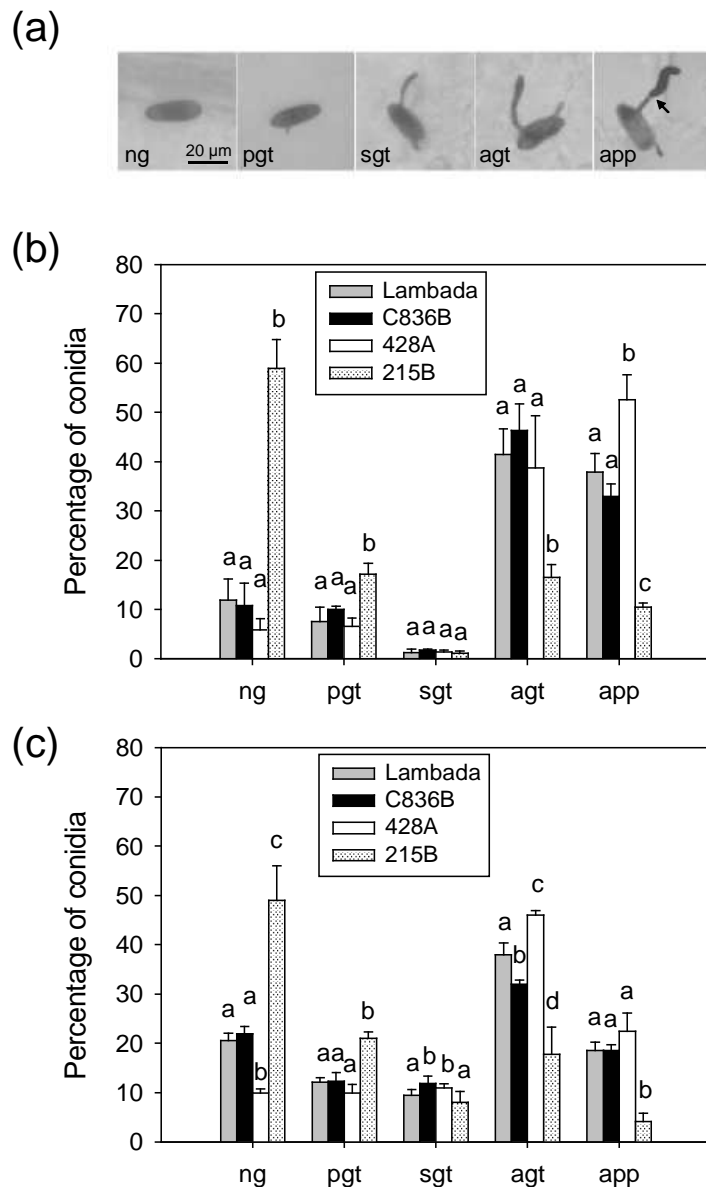 (a)
ng 20 µm pgt sgt agt app
(b)
Percentage of conidia
80
70
60
50
40
30
20
10
0
Lambada
C836B
428A
215B
a a a b
a a a b
a a a a
a a a b
a a b c
ng pgt sgt agt app
(c)
Percentage of conidia
80
70
60
50
40
30
20
10
0
Lambada
C836B
428A
215B
a a b c
a a a b
a b b a
a b c d
a a a b
ng pgt sgt agt app